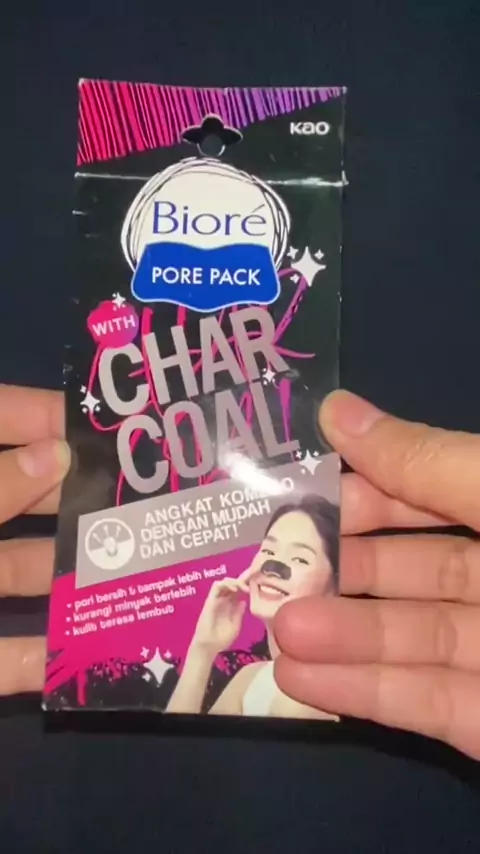 Kao
Bioré
PORE PACK
WITH
CHAR
COAL
ANGKAT KOMEDO
DENGAN MUDAH
DAN CEPAT!
• pori bersih & tampak lebih kecil
• kurangi minyak berlebih
• kulit terasa lembut